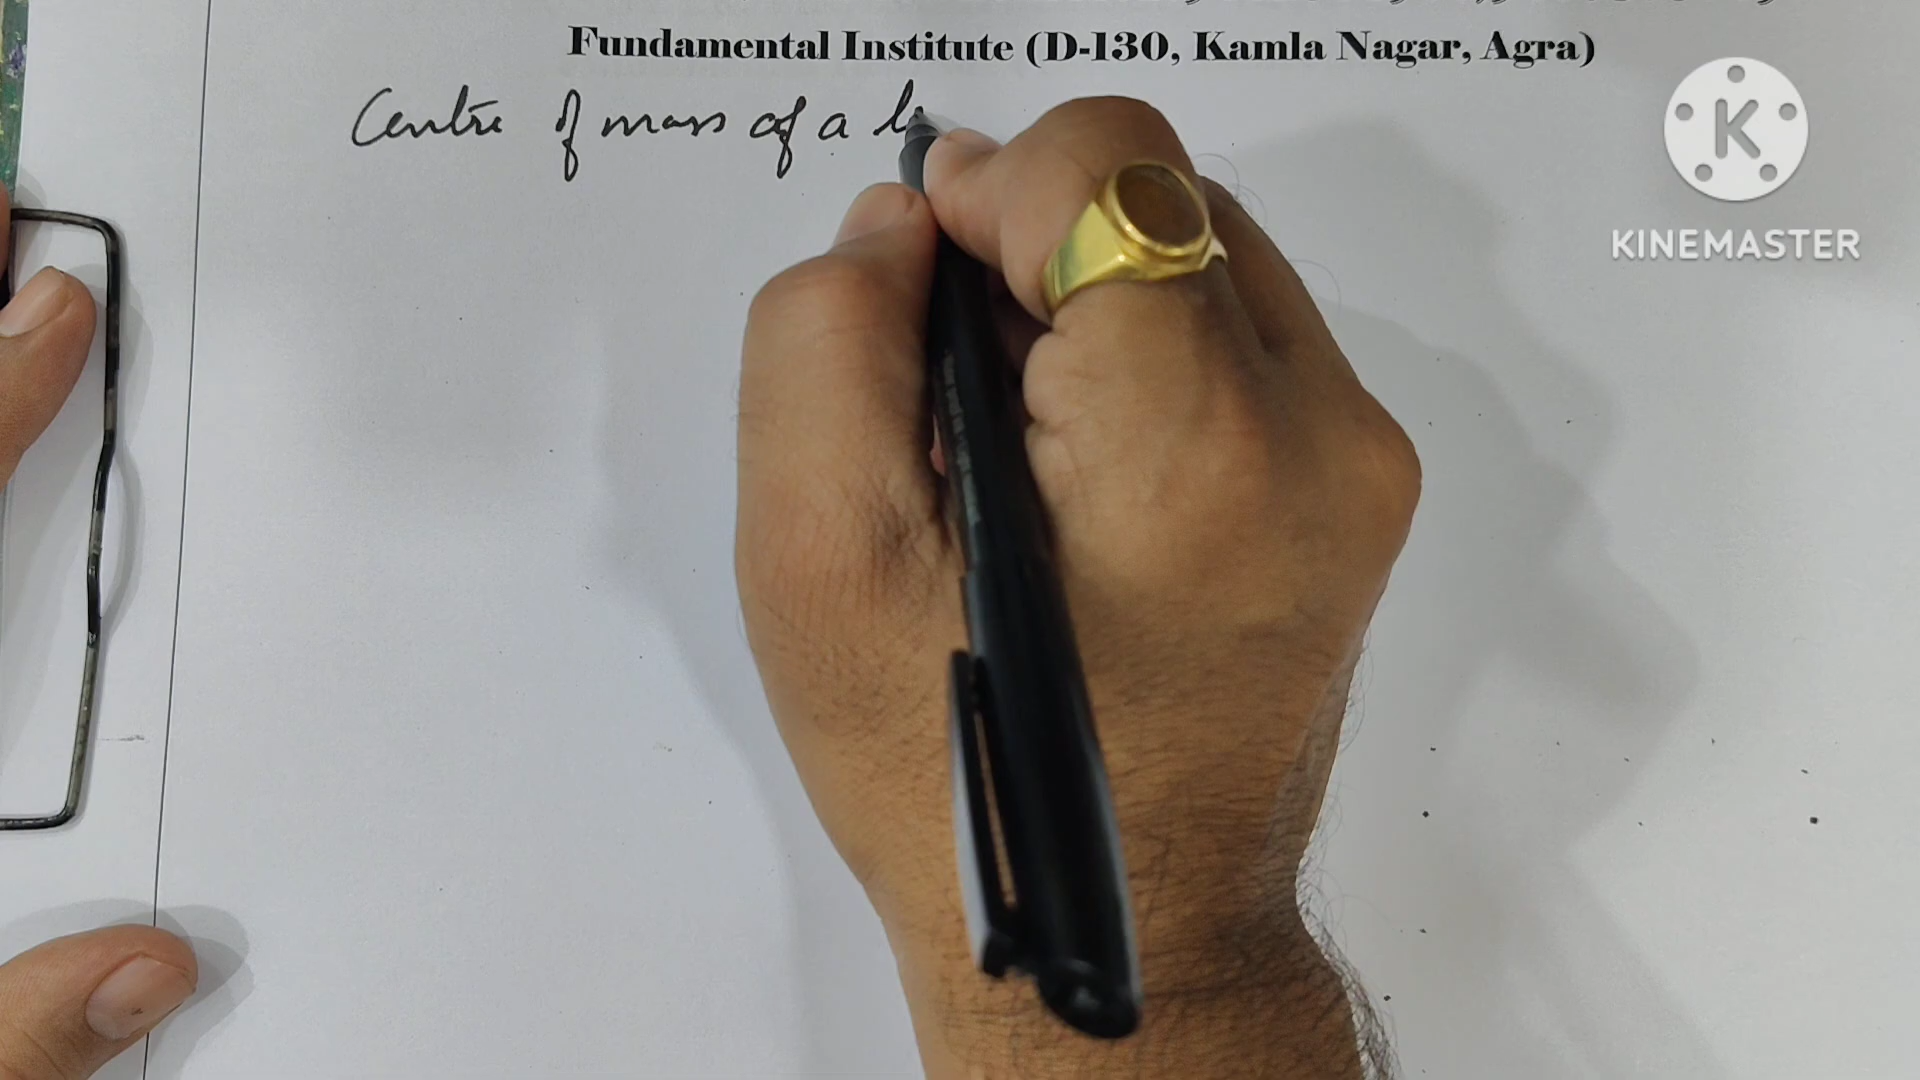 Fundamental Institute (D-130, Kamla Nagar, Agra)
Centre of mass of a
K
KINEMASTER